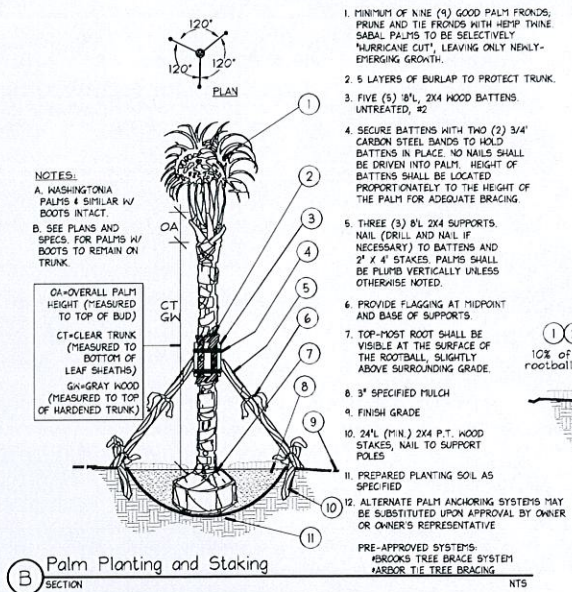 120°
120°
120°
PLAN
1
2
3
4
5
6
7
8
9
10
11
NOTES:
A. WASHINGTONIA
PALMS & SIMILAR W/
BOOTS INTACT.
B. SEE PLANS AND
SPECS. FOR PALMS W/
BOOTS TO REMAIN ON
TRUNK.
OA=OVERALL PALM
HEIGHT (MEASURED
TO TOP OF BUD)
CT=CLEAR TRUNK
(MEASURED TO
BOTTOM OF
LEAF SHEATHS)
GW=GRAY WOOD
(MEASURED TO TOP
OF HARDENED TRUNK)
OA
CT
GW
1. MINIMUM OF NINE (9) GOOD PALM FRONDS;
PRUNE AND TIE FRONDS WITH HEMP TWINE.
SABAL PALMS TO BE SELECTIVELY
"HURRICANE CUT", LEAVING ONLY NEWLY-
EMERGING GROWTH.
2. 5 LAYERS OF BURLAP TO PROTECT TRUNK.
3. FIVE (5) 18"L, 2X4 WOOD BATTENS.
UNTREATED, #2
4. SECURE BATTENS WITH TWO (2) 3/4"
CARBON STEEL BANDS TO HOLD
BATTENS IN PLACE. NO NAILS SHALL
BE DRIVEN INTO PALM. HEIGHT OF
BATTENS SHALL BE LOCATED
PROPORTIONATELY TO THE HEIGHT OF
THE PALM FOR ADEQUATE BRACING.
5. THREE (3) 8'L 2X4 SUPPORTS.
NAIL (DRILL AND NAIL IF
NECESSARY) TO BATTENS AND
2" X 4" STAKES. PALMS SHALL
BE PLUMB VERTICALLY UNLESS
OTHERWISE NOTED.
6. PROVIDE FLAGGING AT MIDPOINT
AND BASE OF SUPPORTS.
7. TOP-MOST ROOT SHALL BE
VISIBLE AT THE SURFACE OF
THE ROOTBALL, SLIGHTLY
ABOVE SURROUNDING GRADE.
8. 3" SPECIFIED MULCH
9. FINISH GRADE
10. 24"L (MIN.) 2X4 P.T. WOOD
STAKES, NAIL TO SUPPORT
POLES
11. PREPARED PLANTING SOIL AS
SPECIFIED
12. ALTERNATE PALM ANCHORING SYSTEMS MAY
BE SUBSTITUTED UPON APPROVAL BY OWNER
OR OWNER'S REPRESENTATIVE
PRE-APPROVED SYSTEMS:
*BROOKS TREE BRACE SYSTEM
*ARBOR TIE TREE BRACING
1
10% of
rootball
B
Palm Planting and Staking
SECTION
NTS